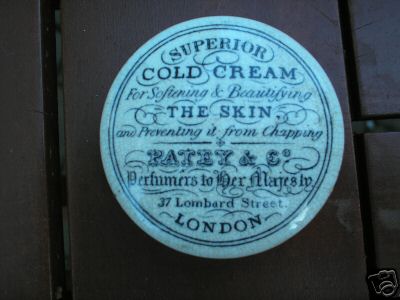 SUPERIOR
COLD CREAM
For Softening & Beautifying
THE SKIN,
and Preventing it from Chapping
PATEY & Co
Perfumers to Her Majesty
37 Lombard Street.
LONDON